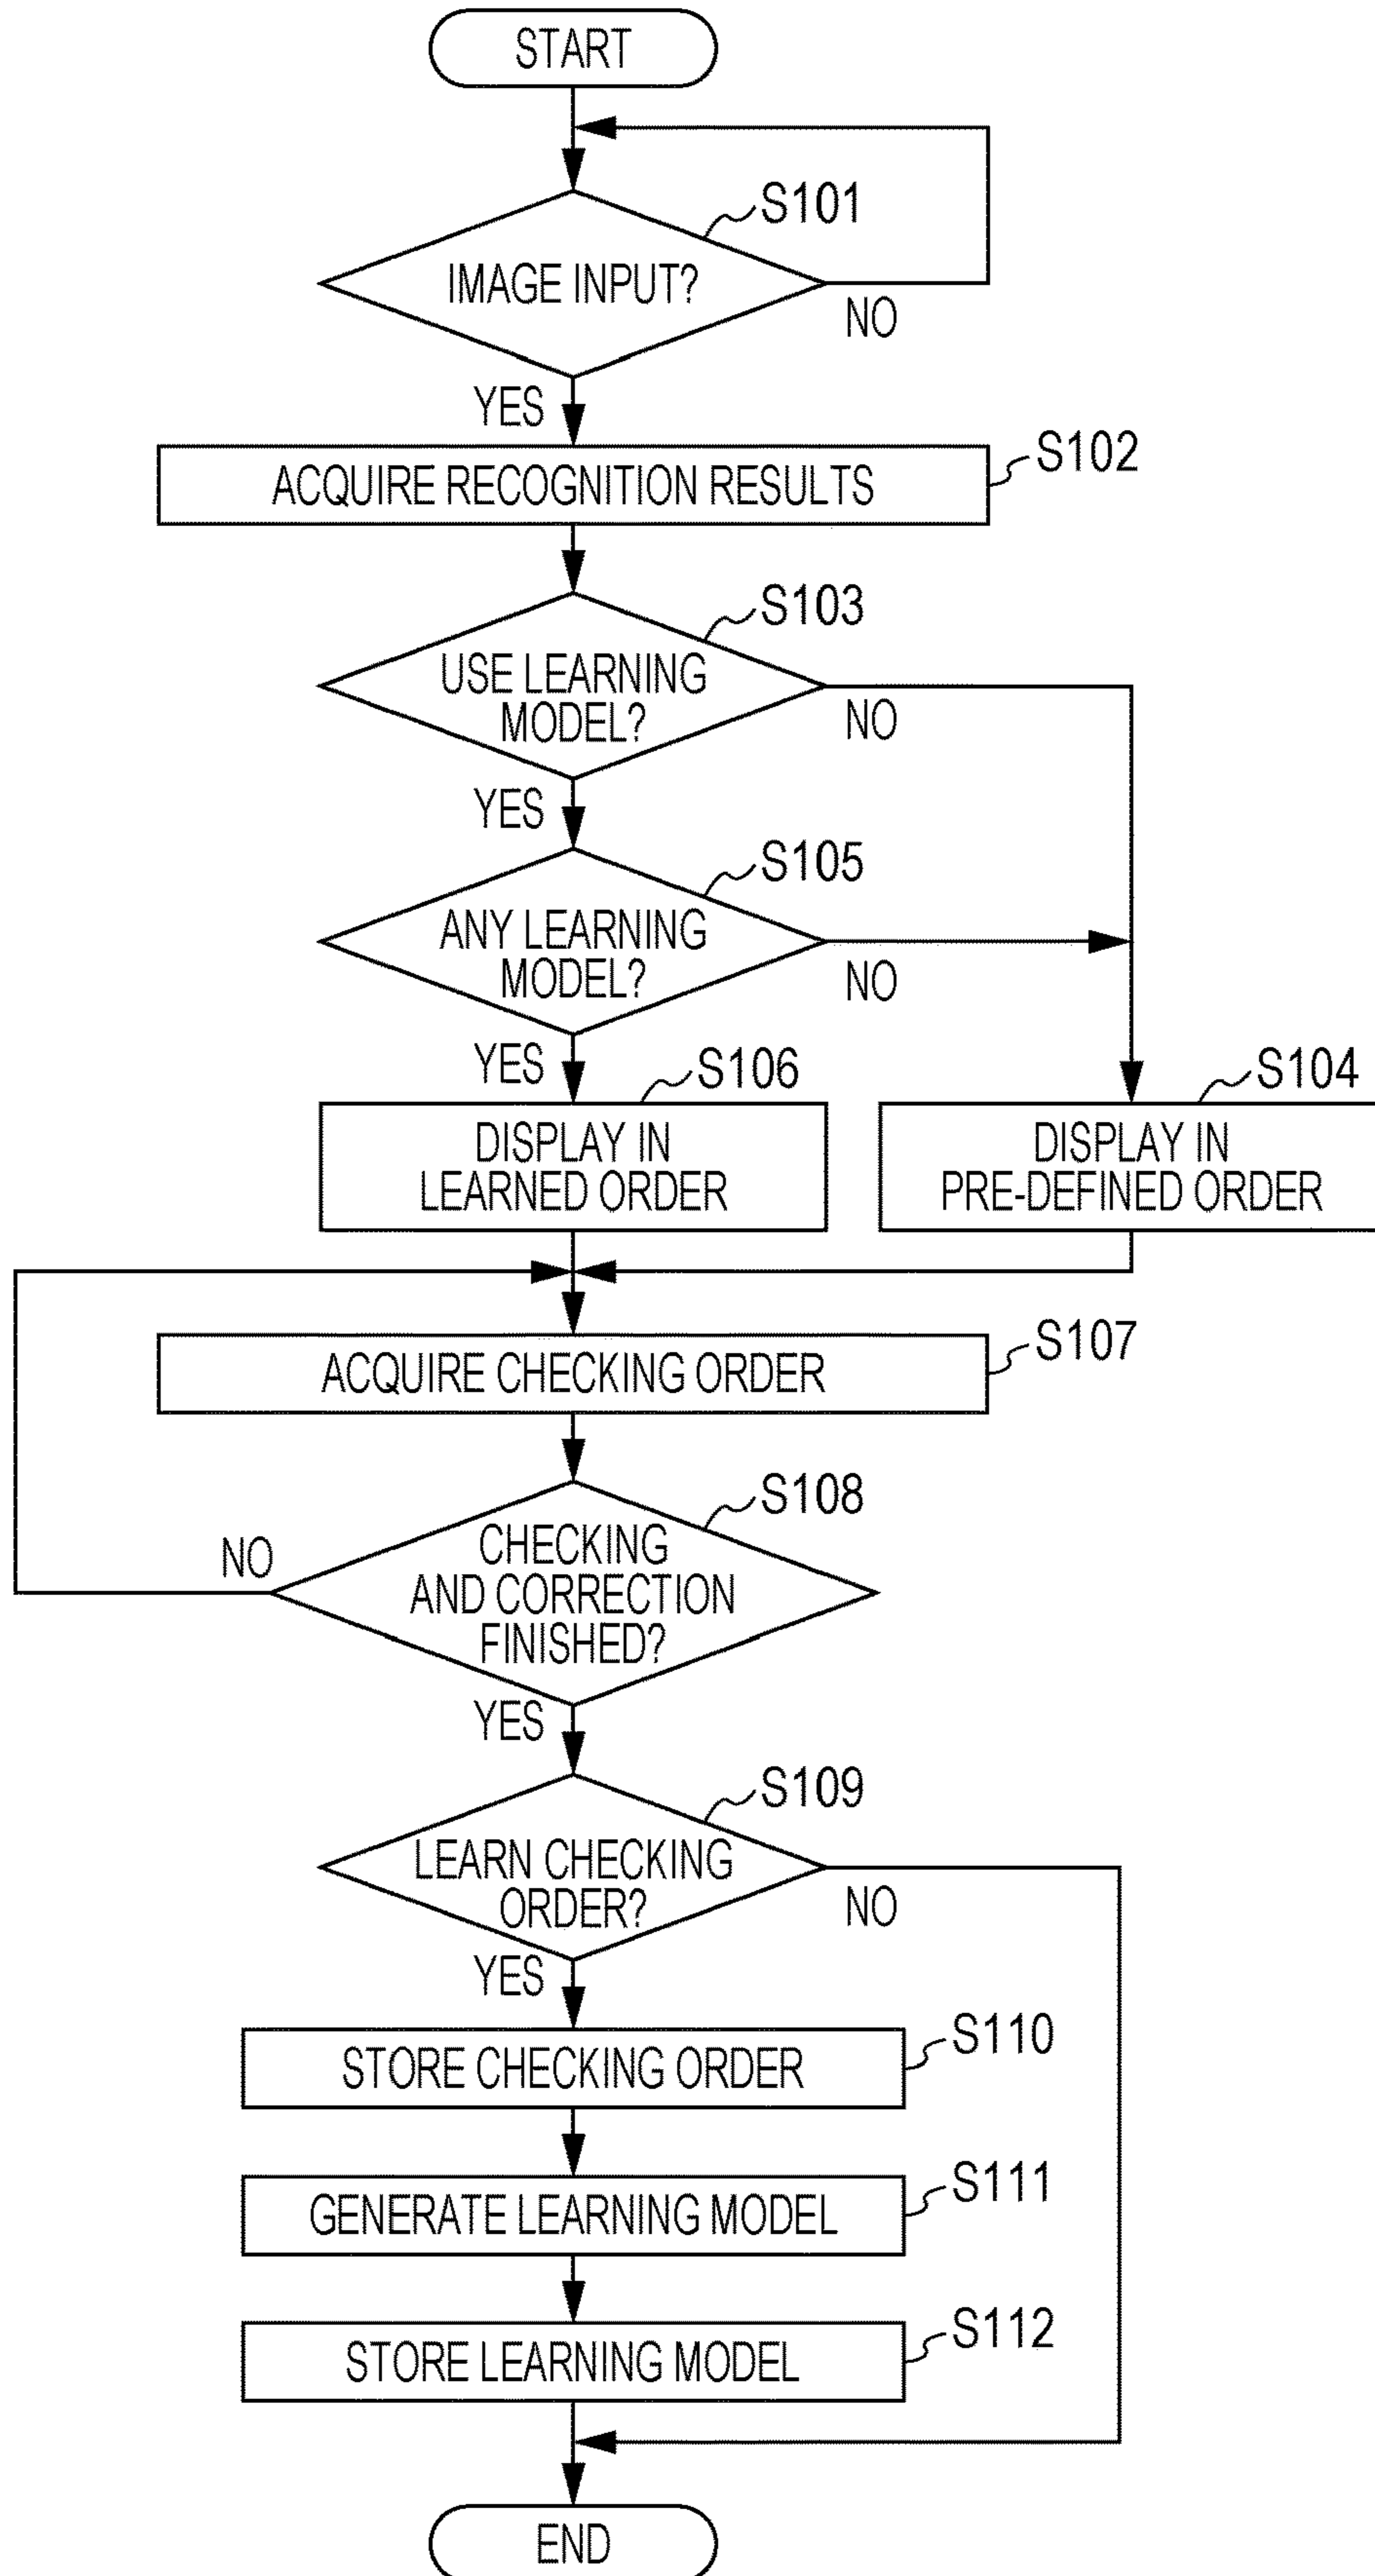 START
S101
IMAGE INPUT?
NO
YES
S102
ACQUIRE RECOGNITION RESULTS
S103
USE LEARNING
MODEL?
NO
YES
S105
ANY LEARNING
MODEL?
NO
YES
S106
S104
DISPLAY IN
LEARNED ORDER
DISPLAY IN
PRE-DEFINED ORDER
S107
ACQUIRE CHECKING ORDER
S108
CHECKING
AND CORRECTION
FINISHED?
NO
YES
S109
LEARN CHECKING
ORDER?
NO
YES
S110
STORE CHECKING ORDER
S111
GENERATE LEARNING MODEL
S112
STORE LEARNING MODEL
END